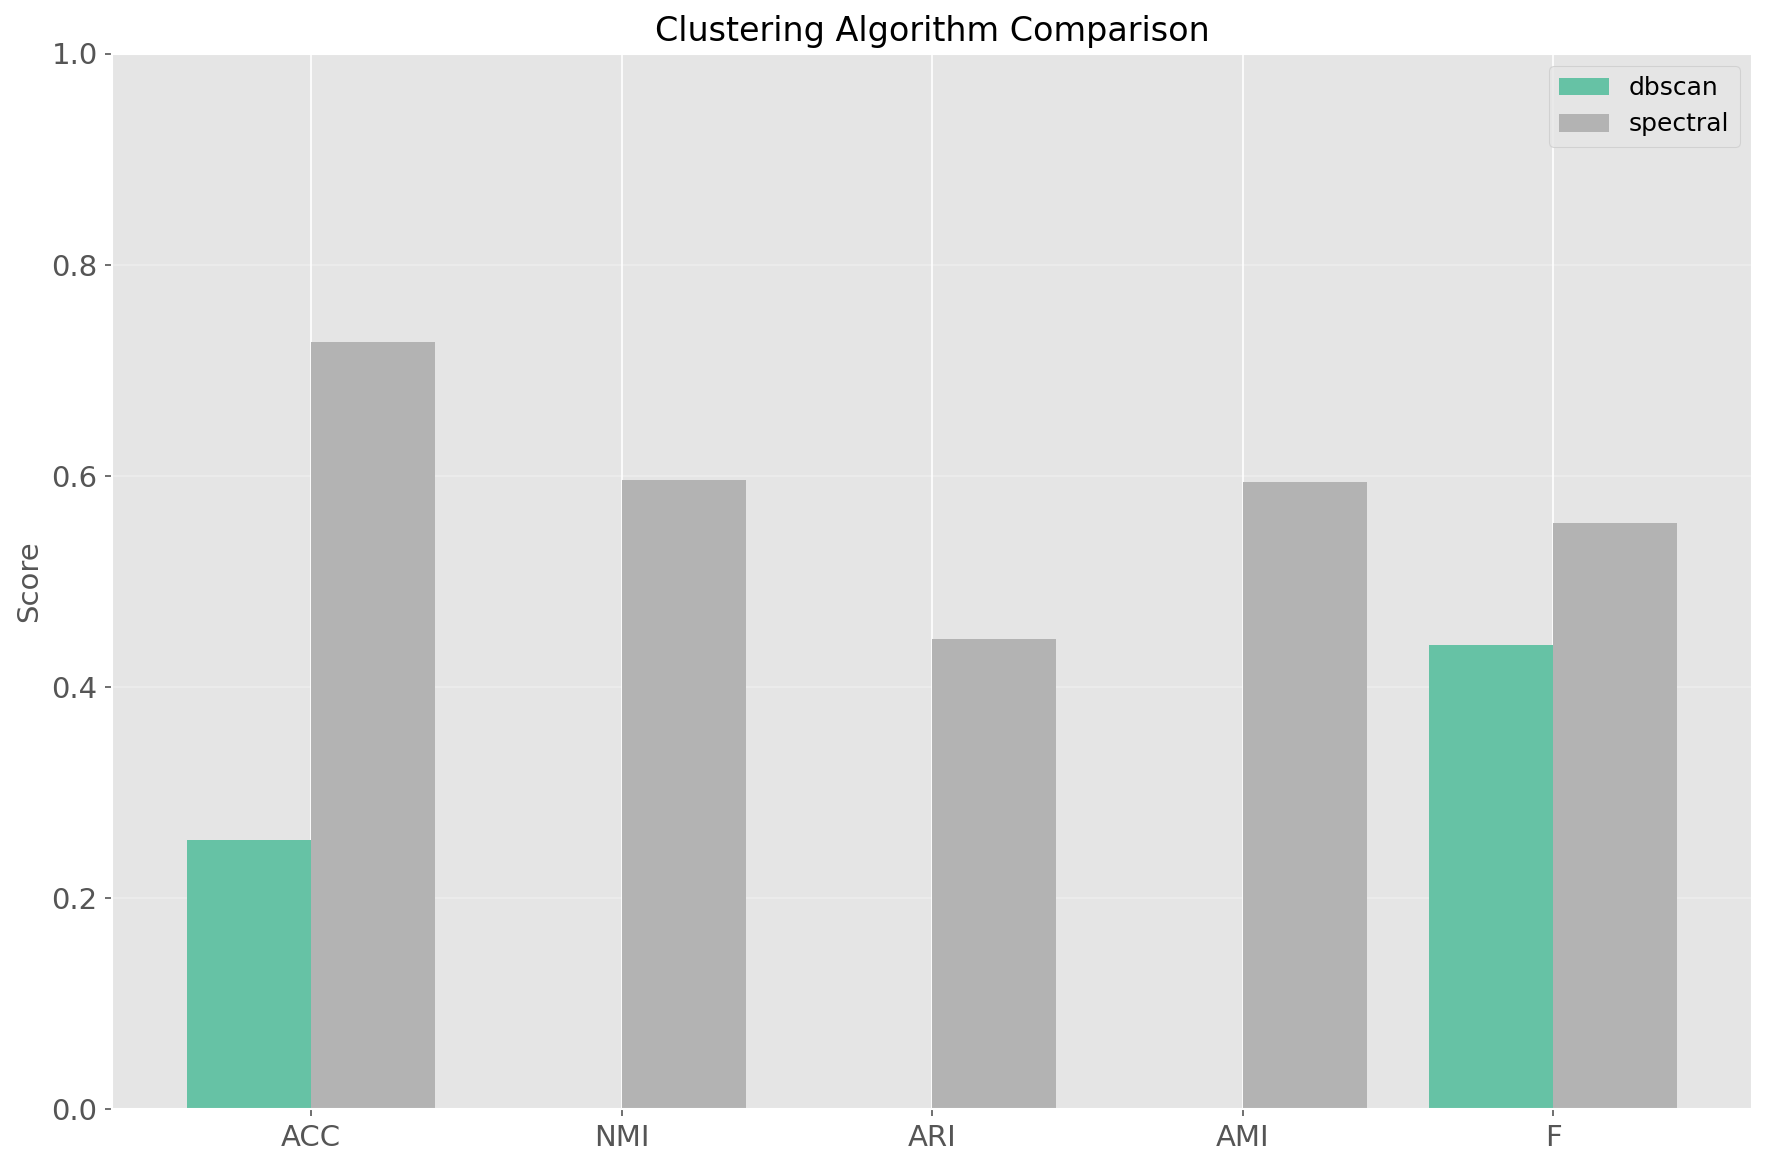 Clustering Algorithm Comparison
1.0
0.8
0.6
0.4
0.2
0.0
Score
dbscan
spectral
ACC
NMI
ARI
AMI
F